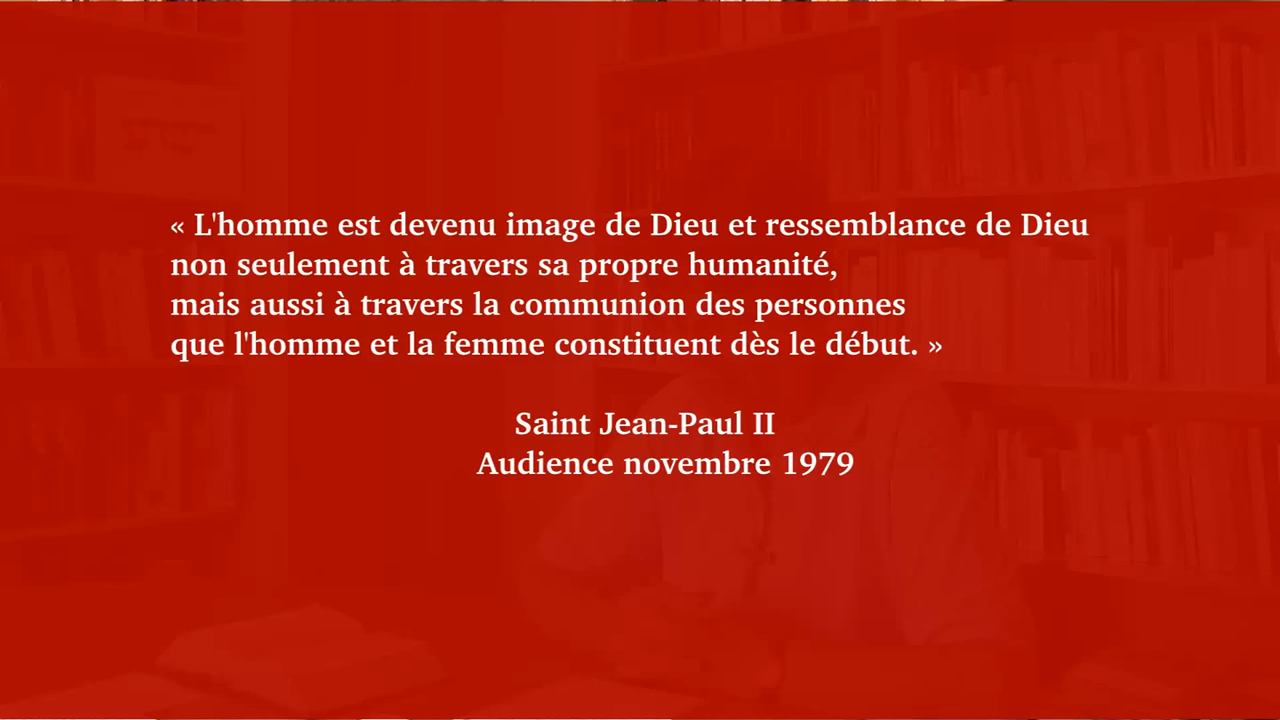 « L'homme est devenu image de Dieu et ressemblance de Dieu
non seulement à travers sa propre humanité,
mais aussi à travers la communion des personnes
que l'homme et la femme constituent dès le début. »
Saint Jean-Paul II
Audience novembre 1979